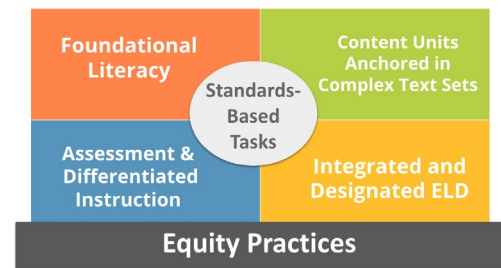 Foundational
Literacy
Content Units
Anchored in
Complex Text Sets
Standards-
Based
Tasks
Assessment &
Differentiated
Instruction
Integrated and
Designated ELD
Equity Practices